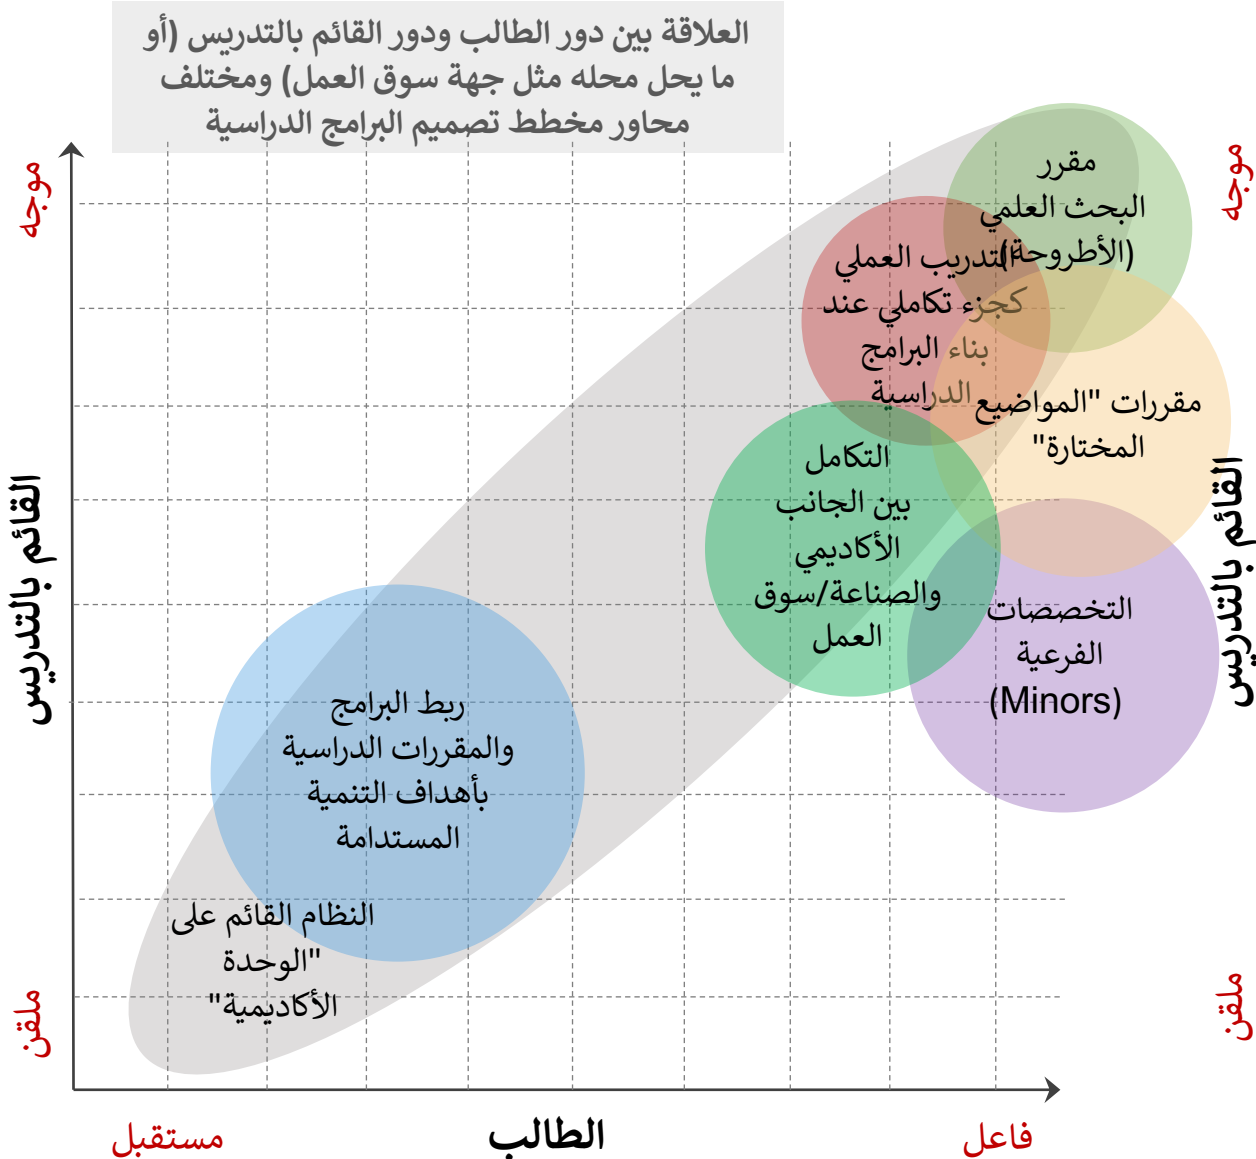 العلاقة بين دور الطالب ودور القائم بالتدريس (أو
ما يحل محله مثل جهة سوق العمل) ومختلف
محاور مخطط تصميم البرامج الدراسية
موجه
موجه
مقرر
البحث العلمي
(الأطروحة)
التدريب العملي
كجزء تكاملي عند
بناء البرامج
الدراسية
مقررات "المواضيع
المختارة"
التكامل
بين الجانب
الأكاديمي
والصناعة/سوق
العمل
القائم بالتدريس
القائم بالتدريس
التخصصات
الفرعية
(Minors)
ربط البرامج
والمقررات الدراسية
بأهداف التنمية
المستدامة
النظام القائم على
"الوحدة
الأكاديمية"
ملقن
ملقن
فاعل
الطالب
مستقبل